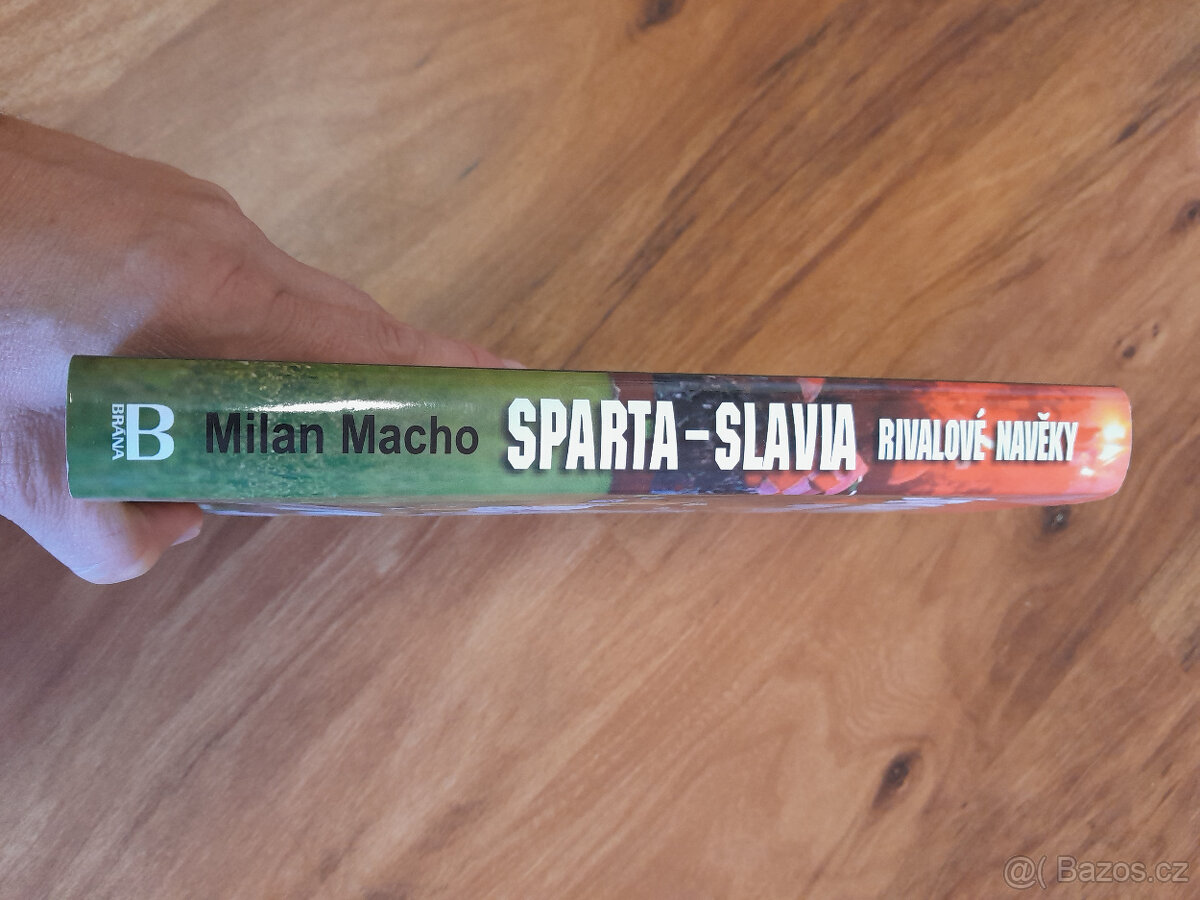 B
BRANA
Milan Macho
SPARTA - SLAVIA
RIVALOVÉ NAVĚKY
@( Bazos.cz